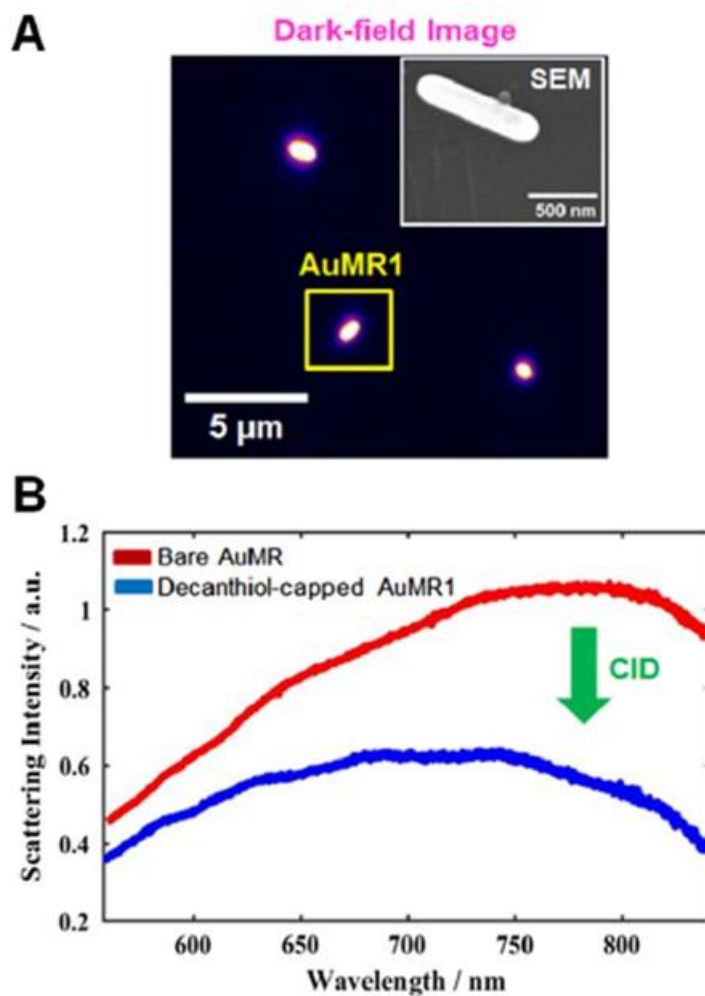 A
Dark-field Image
SEM
500 nm
AuMR1
5 μm
B
1.2
1
0.8
0.6
0.4
0.2
Scattering Intensity / a.u.
Bare AuMR
Decanthiol-capped AuMR1
CID
600 650 700 750 800
Wavelength / nm